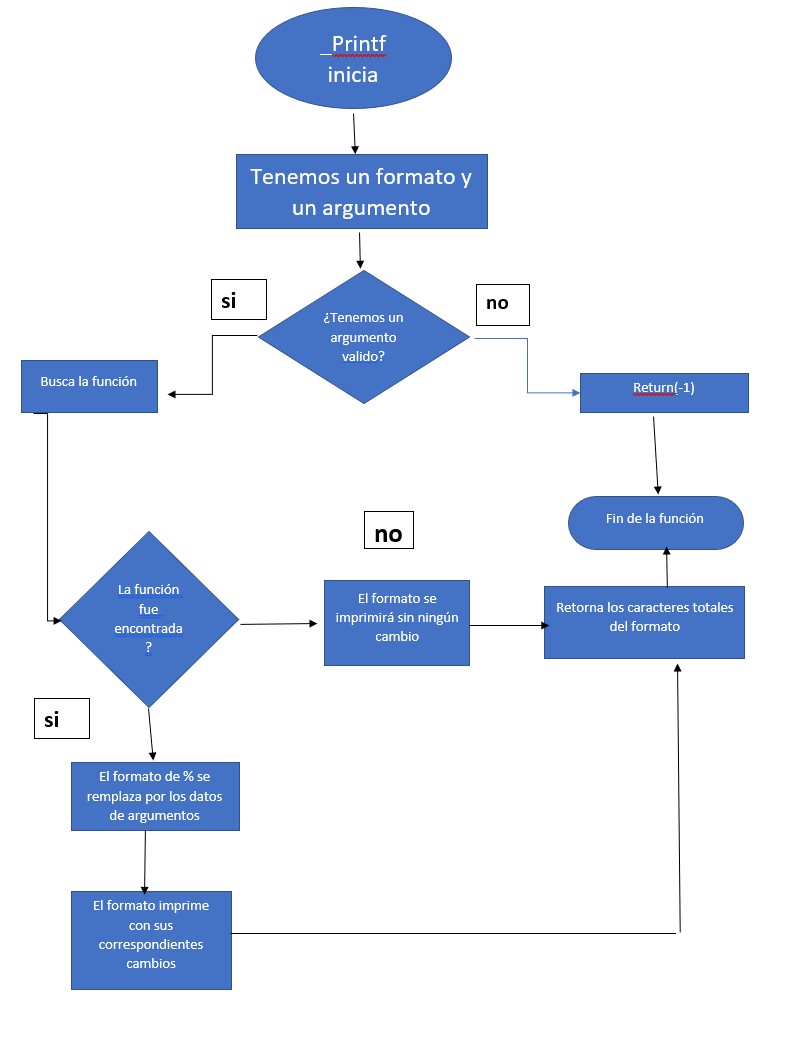 _Printf
inicia
Tenemos un formato y
un argumento
si
no
¿Tenemos un
argumento
valido?
Busca la función
Return(-1)
Fin de la función
no
La función
fue
encontrada
?
El formato se
imprimirá sin ningún
cambio
Retorna los caracteres totales
del formato
si
El formato de % se
remplaza por los datos
de argumentos
El formato imprime
con sus
correspondientes
cambios